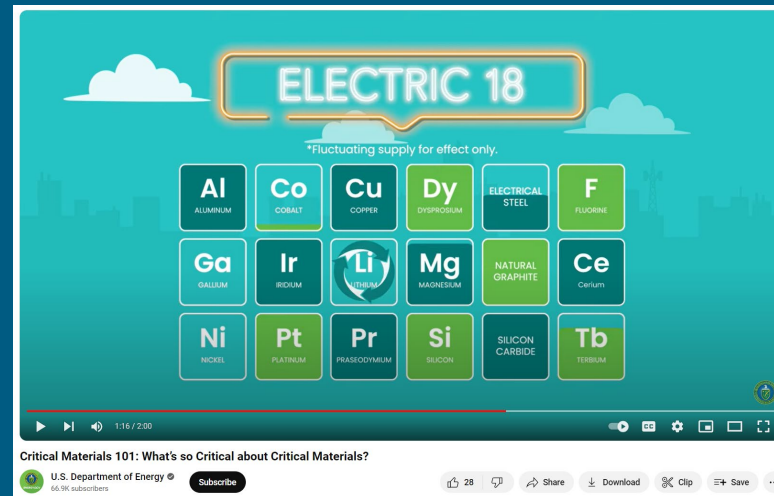 ELECTRIC 18
*Fluctuating supply for effect only.
Al
ALUMINUM
Co
COBALT
Cu
COPPER
Dy
DYSPROSIUM
ELECTRICAL
STEEL
F
FLUORINE
Ga
GALLIUM
Ir
IRIDIUM
Li
LITHIUM
Mg
MAGNESIUM
NATURAL
GRAPHITE
Ce
Cerium
Ni
NICKEL
Pt
PLATINUM
Pr
PRASEODYMIUM
Si
SILICON
SILICON
CARBIDE
Tb
TERBIUM
1:16 / 2:00
CC
Critical Materials 101: What's so Critical about Critical Materials?
U.S. Department of Energy
66.9K subscribers
Subscribe
28
Share
Download
Clip
Save